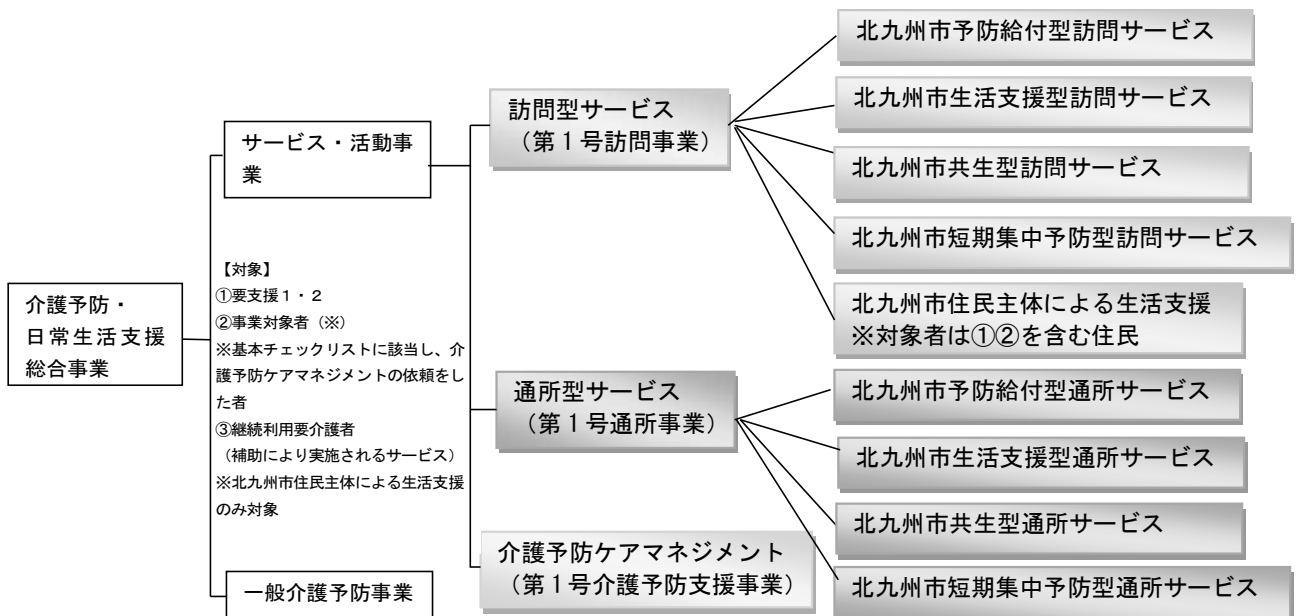 介護予防・
日常生活支援
総合事業
サービス・活動事
業
【対象】
①要支援1・2
②事業対象者（※）
※基本チェックリストに該当し、介
護予防ケアマネジメントの依頼をし
た者
③継続利用要介護者
（補助により実施されるサービス）
※北九州市住民主体による生活支援
のみ対象
一般介護予防事業
訪問型サービス
（第１号訪問事業）
通所型サービス
（第１号通所事業）
介護予防ケアマネジメント
（第１号介護予防支援事業）
北九州市予防給付型訪問サービス
北九州市生活支援型訪問サービス
北九州市共生型訪問サービス
北九州市短期集中予防型訪問サービス
北九州市住民主体による生活支援
※対象者は①②を含む住民
北九州市予防給付型通所サービス
北九州市生活支援型通所サービス
北九州市共生型通所サービス
北九州市短期集中予防型通所サービス